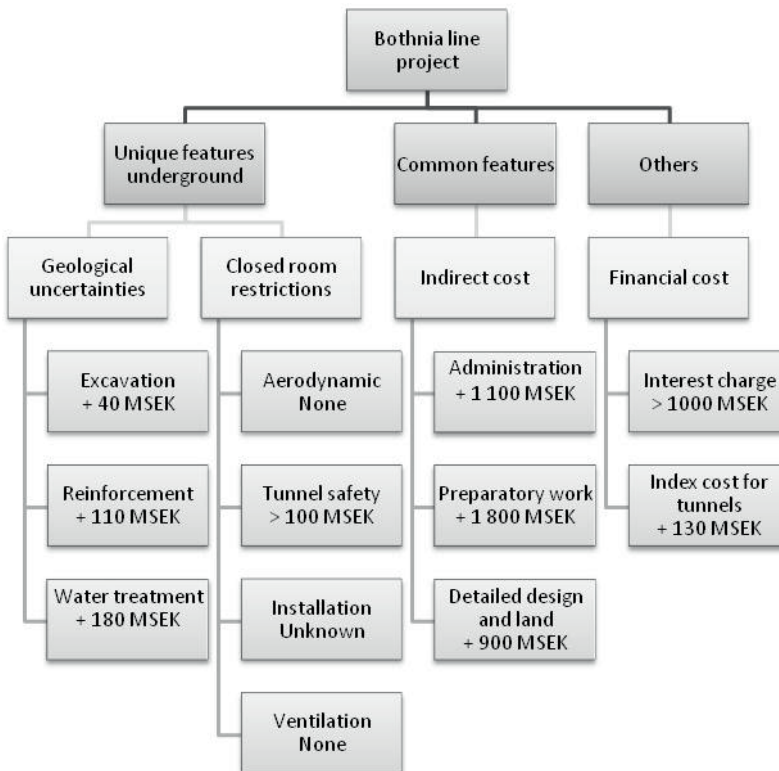 Bothnia line
project
Unique features
underground
Common features
Others
Geological
uncertainties
Closed room
restrictions
Indirect cost
Financial cost
Excavation
+ 40 MSEK
Aerodynamic
None
Administration
+ 1 100 MSEK
Interest charge
> 1000 MSEK
Reinforcement
+ 110 MSEK
Tunnel safety
> 100 MSEK
Preparatory work
+ 1 800 MSEK
Index cost for
tunnels
+ 130 MSEK
Water treatment
+ 180 MSEK
Installation
Unknown
Detailed design
and land
+ 900 MSEK
Ventilation
None